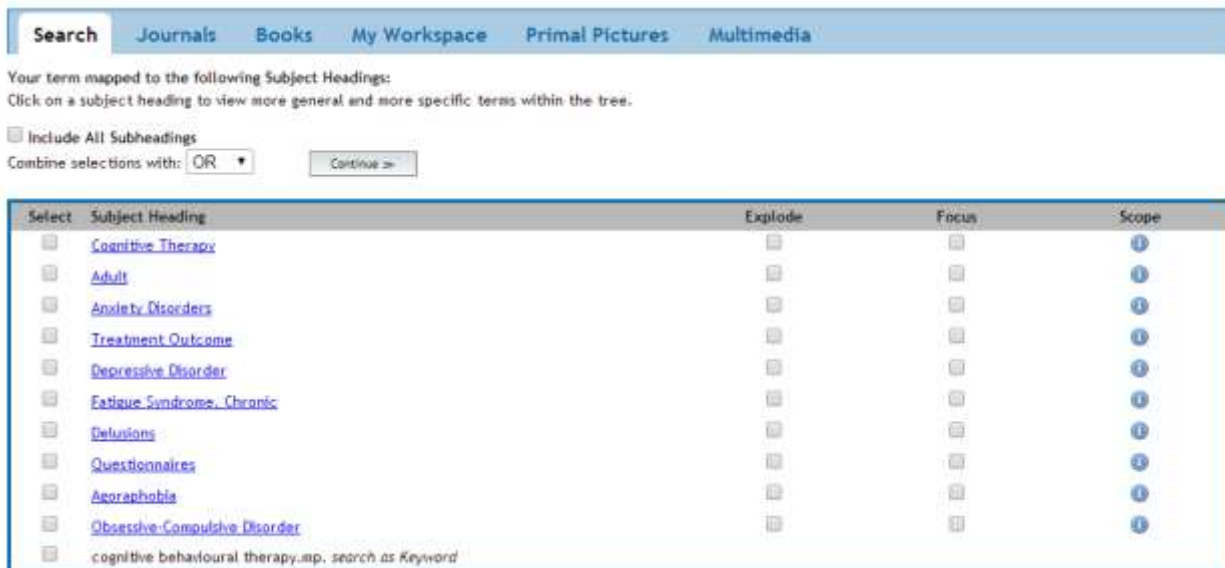 Search Journals Books My Workspace Primal Pictures Multimedia
Your term mapped to the following Subject Headings:
Click on a subject heading to view more general and more specific terms within the tree.
Include All Subheadings
Combine selections with: OR Continue >>
Select Subject Heading Explode Focus Scope
Cognitive Therapy
Adult
Anxiety Disorders
Treatment Outcome
Depressive Disorder
Fatigue Syndrome, Chronic
Delusions
Questionnaires
Agoraphobia
Obsessive-Compulsive Disorder
cognitive behavioural therapy.mp. search as Keyword